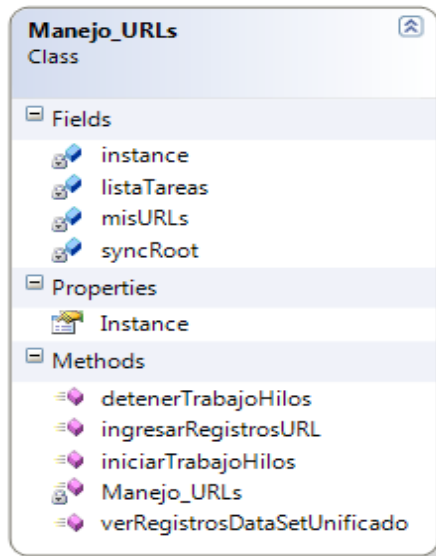 Manejo_URLs
Class
Fields
instance
listaTareas
misURLs
syncRoot
Properties
Instance
Methods
detenerTrabajoHilos
ingresarRegistrosURL
iniciarTrabajoHilos
Manejo_URLs
verRegistrosDataSetUnificado